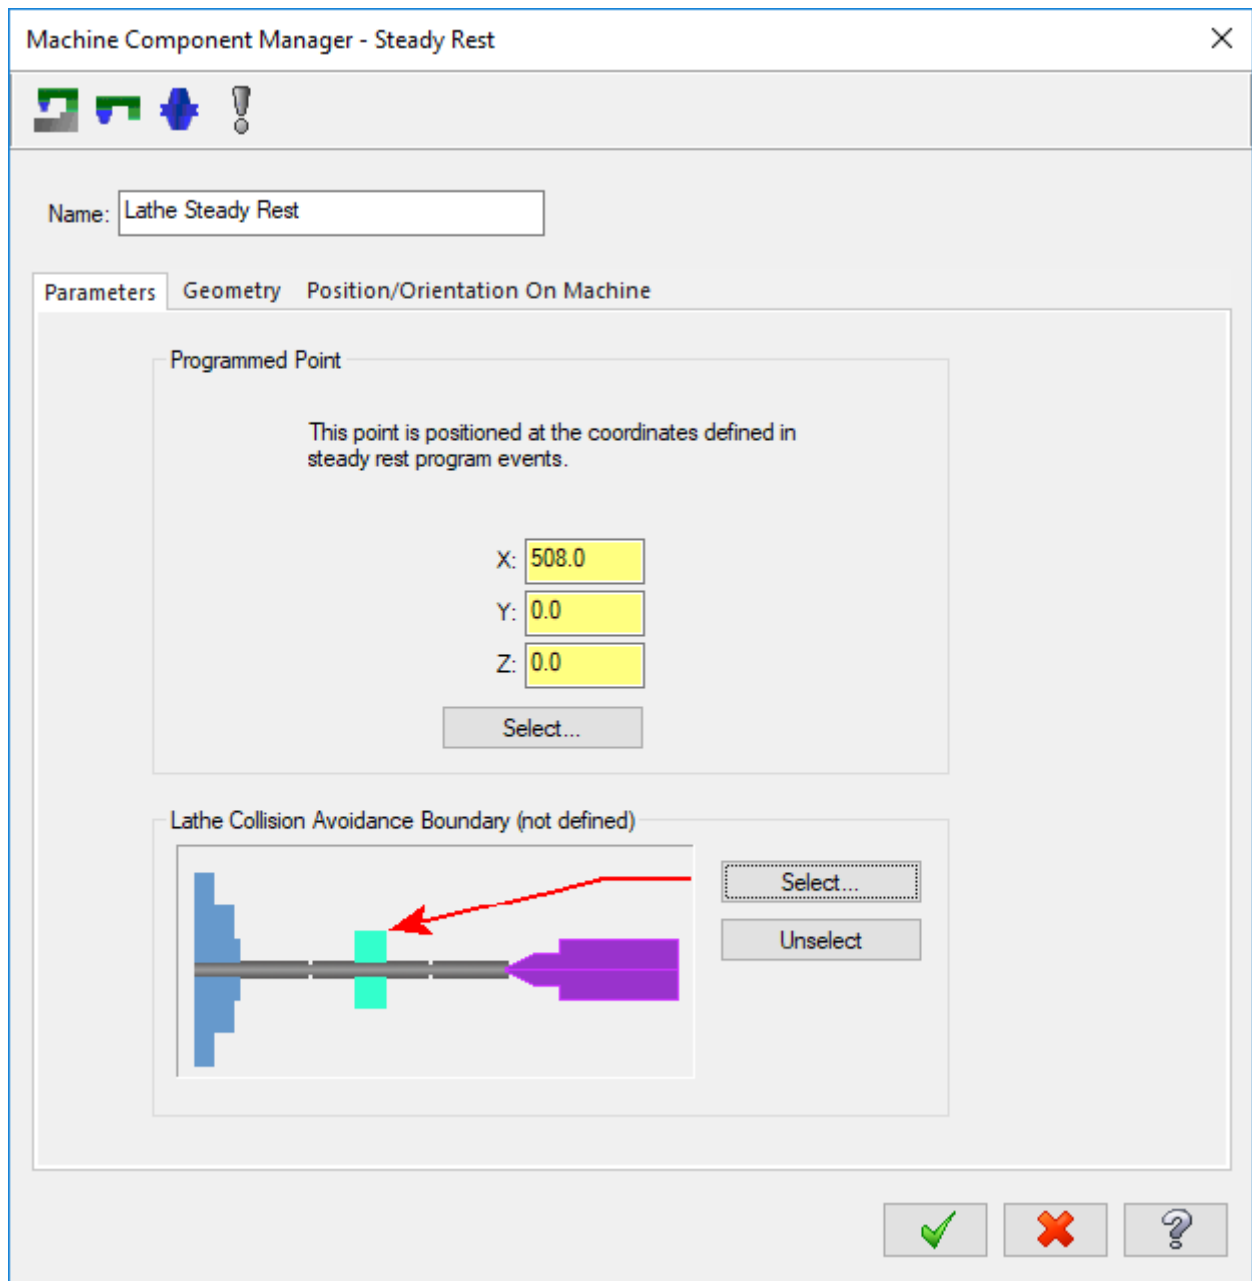 Machine Component Manager - Steady Rest
Name: Lathe Steady Rest
Parameters Geometry Position/Orientation On Machine
Programmed Point
This point is positioned at the coordinates defined in
steady rest program events.
X: 508.0
Y: 0.0
Z: 0.0
Select...
Lathe Collision Avoidance Boundary (not defined)
Select...
Unselect